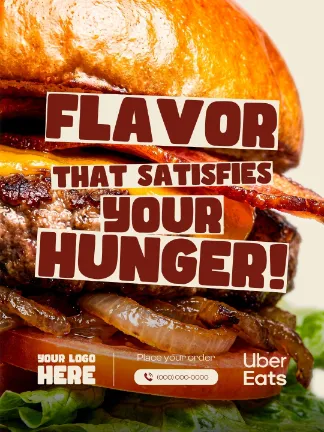 FLAVOR
THAT SATISFIES
YOUR
HUNGER!
YOUR LOGO
HERE
Place your order
(000) 000-0000
Uber
Eats